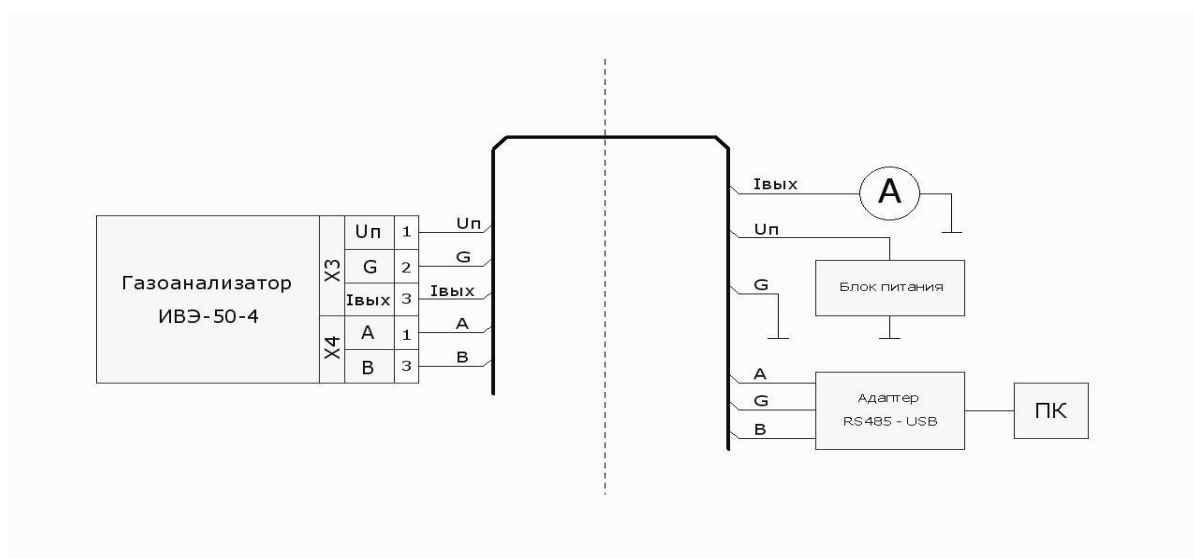 Газоанализатор
ИВЭ-50-4
X3
X4
Uп 1
G 2
Iвых 3
A 1
B 3
Uп
G
Iвых
A
B
Iвых
A
Uп
Блок питания
G
A
G
B
Адаптер
RS485 - USB
ПК